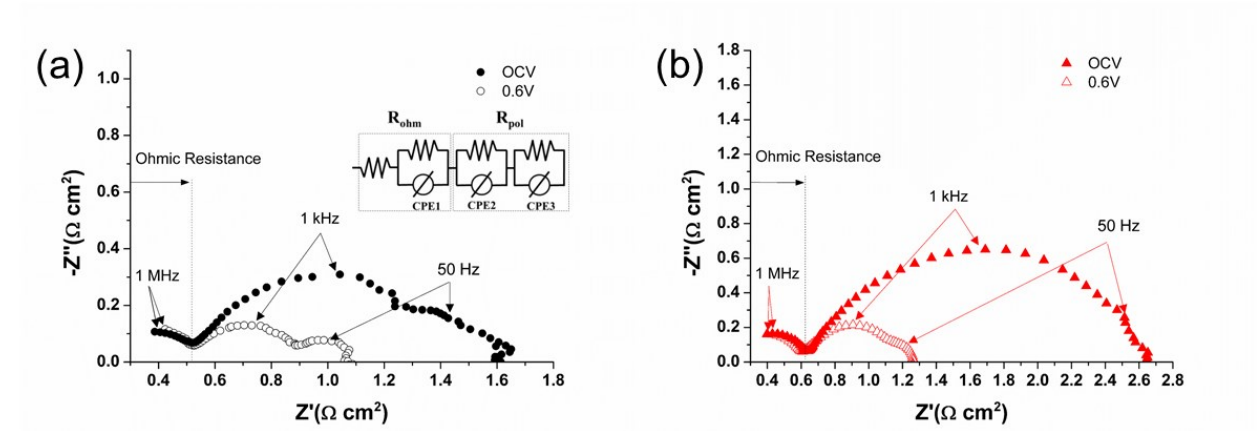 (a)
OCV
0.6V
R_ohm R_pol
CPE1 CPE2 CPE3
Ohmic Resistance
1 MHz
1 kHz
50 Hz
-Z''(Ω cm²)
1.0
0.8
0.6
0.4
0.2
0.0
0.4 0.6 0.8 1.0 1.2 1.4 1.6 1.8
Z'(Ω cm²)
(b)
OCV
0.6V
Ohmic Resistance
1 MHz
1 kHz
50 Hz
-Z''(Ω cm²)
1.8
1.6
1.4
1.2
1.0
0.8
0.6
0.4
0.2
0.0
0.4 0.6 0.8 1.0 1.2 1.4 1.6 1.8 2.0 2.2 2.4 2.6 2.8
Z'(Ω cm²)